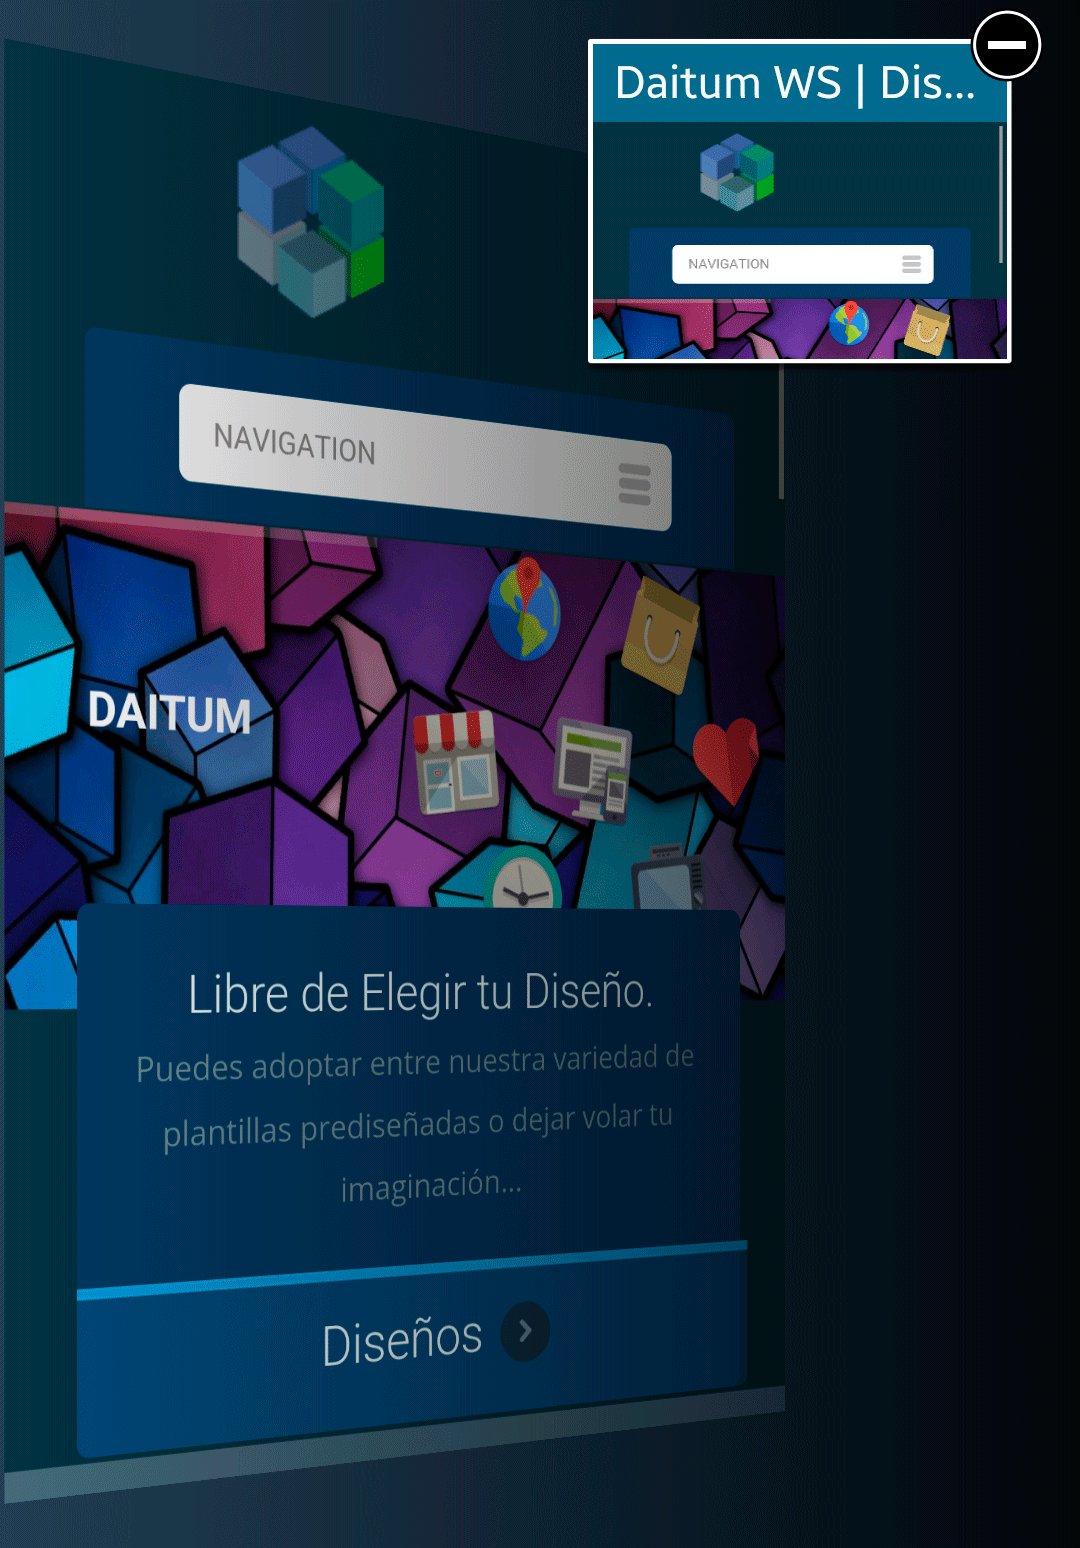 Daitum WS | Dis...
NAVIGATION
NAVIGATION
DAITUM
Libre de Elegir tu Diseño.
Puedes adoptar entre nuestra variedad de
plantillas prediseñadas o dejar volar tu
imaginación...
Diseños